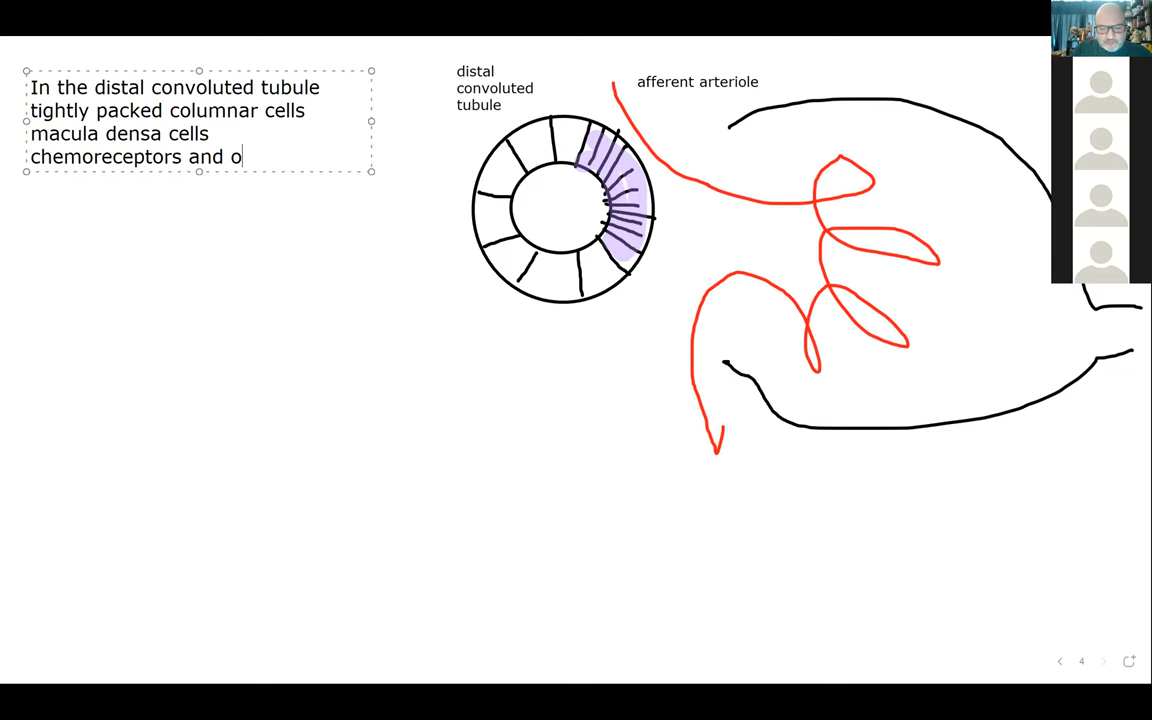 In the distal convoluted tubule
tightly packed columnar cells
macula densa cells
chemoreceptors and o
distal
convoluted
tubule
afferent arteriole
4